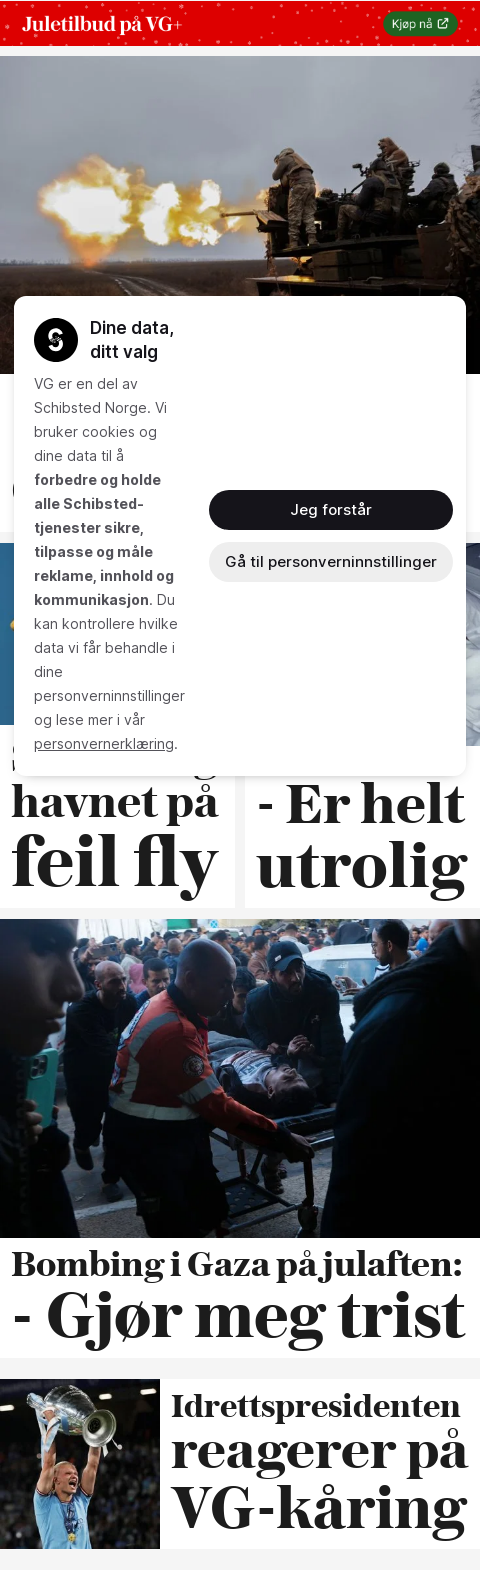 Juletilbud på VG+
Kjøp nå
Dine data,
ditt valg
VG er en del av
Schibsted Norge. Vi
bruker cookies og
dine data til å
forbedre og holde
alle Schibsted-
tjenester sikre,
tilpasse og måle
reklame, innhold og
kommunikasjon. Du
kan kontrollere hvilke
data vi får behandle i
dine
personverninnstillinger
og lese mer i vår
personvernerklæring.
Jeg forstår
Gå til personverninnstillinger
havnet på
feil fly
- Er helt
utrolig
Bombing i Gaza på julaften:
- Gjør meg trist
Idrettspresidenten
reagerer på
VG-kåring